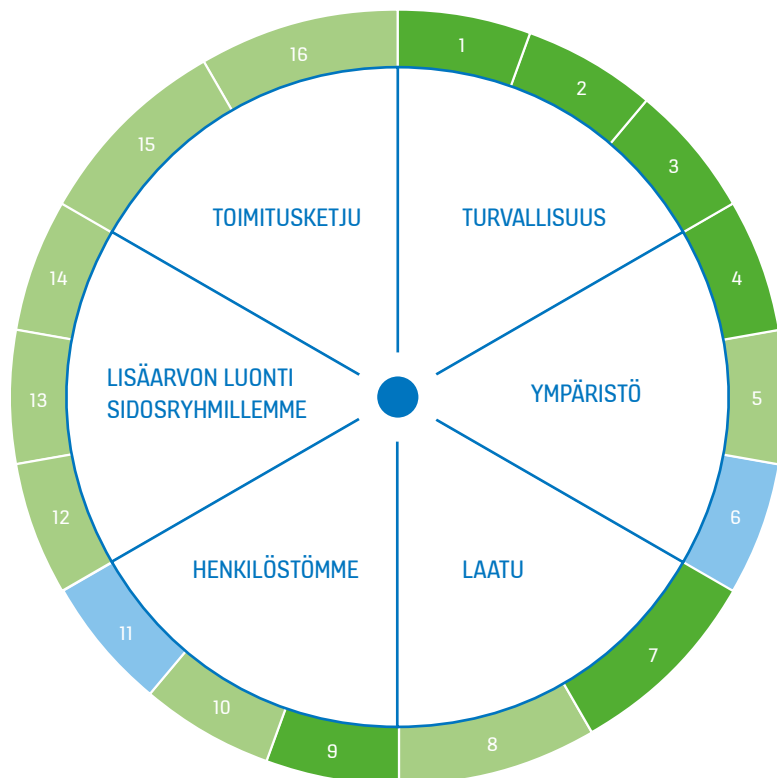 16
1
2
15
3
TOIMITUSKETJU
TURVALLISUUS
14
4
LISÄARVON LUONTI
SIDOSRYHMILLEMME
YMPÄRISTÖ
13
5
12
6
HENKILÖSTÖMME
LAATU
11
7
10
9
8